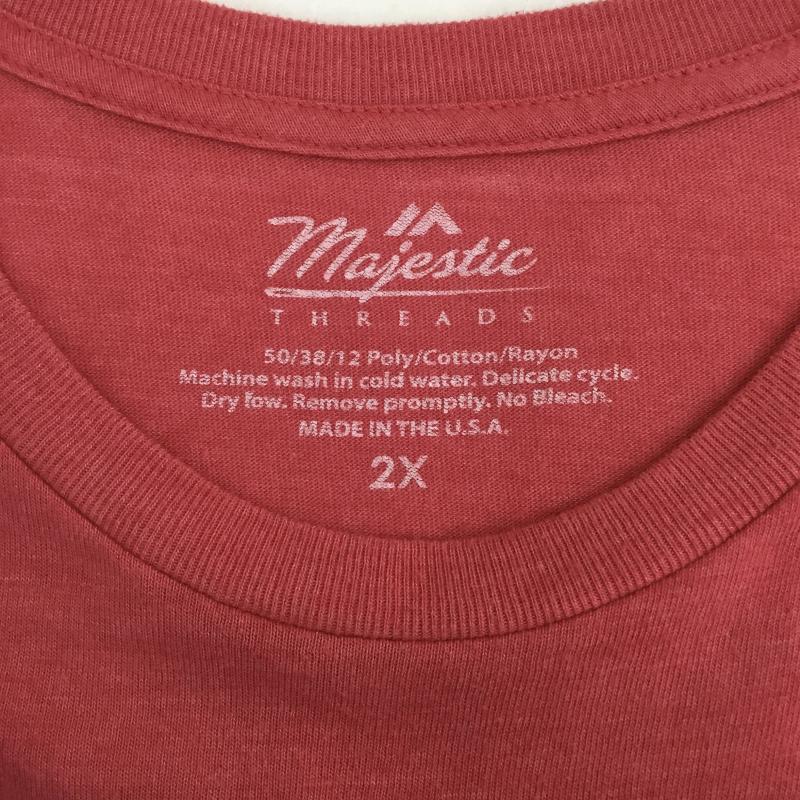 Majestic
THREADS
50/38/12 Poly/Cotton/Rayon
Machine wash in cold water. Delicate cycle.
Dry low. Remove promptly. No Bleach.
MADE IN THE U.S.A.
2X